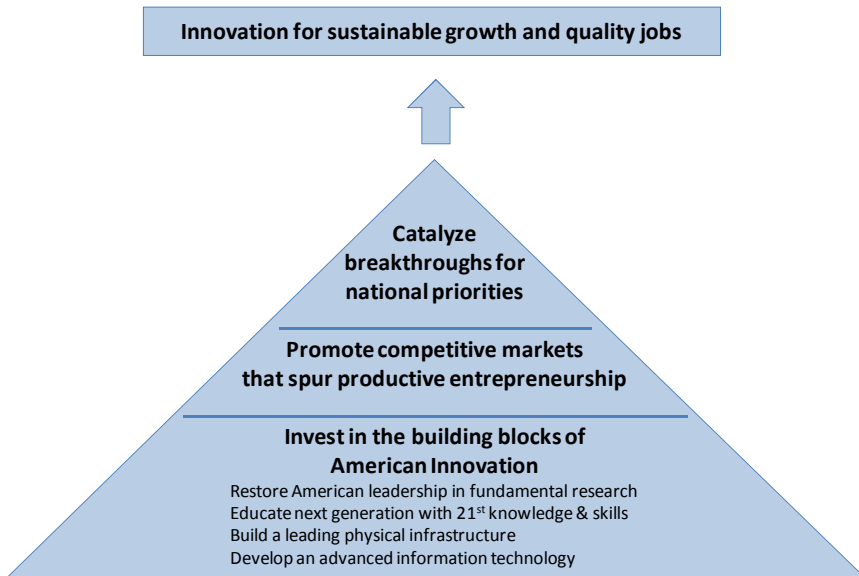 Innovation for sustainable growth and quality jobs
Catalyze
breakthroughs for
national priorities
Promote competitive markets
that spur productive entrepreneurship
Invest in the building blocks of
American Innovation
Restore American leadership in fundamental research
Educate next generation with 21st knowledge & skills
Build a leading physical infrastructure
Develop an advanced information technology